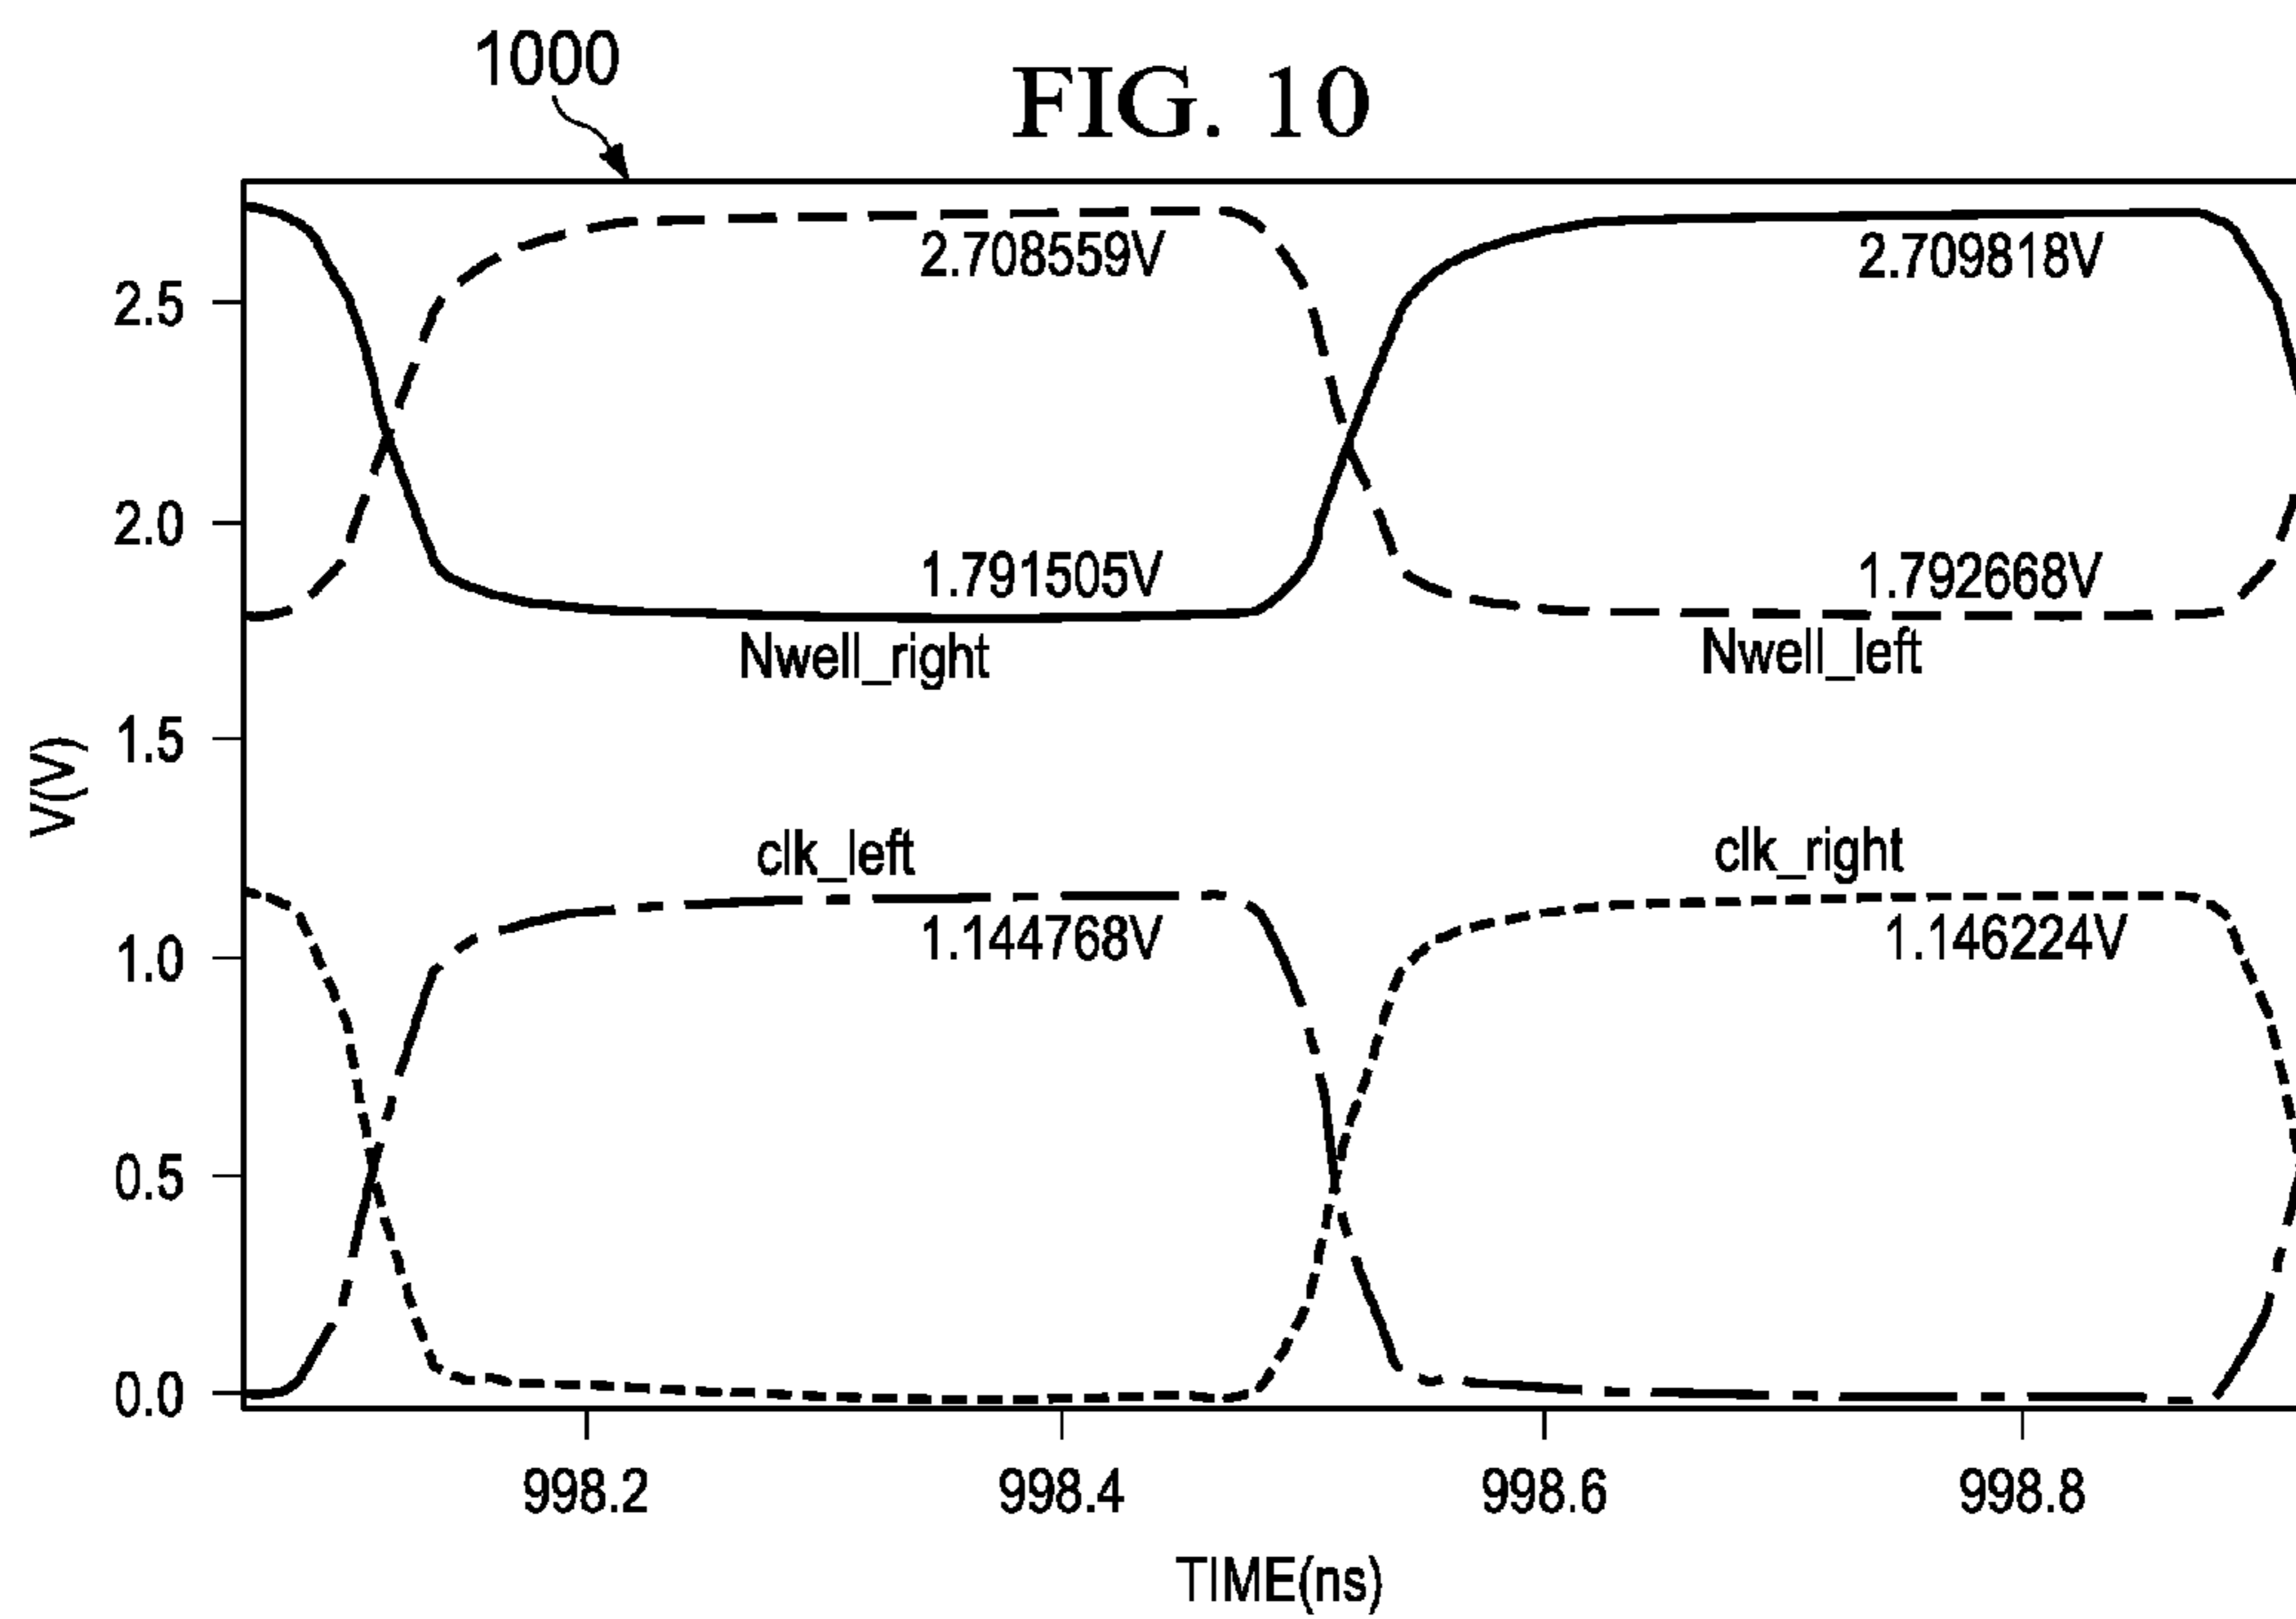 1000
FIG. 10
2.708559V
2.709818V
2.5
2.0
1.791505V
1.792668V
Nwell_right
Nwell_left
1.5
V(V)
clk_left
clk_right
1.144768V
1.146224V
1.0
0.5
0.0
998.2
998.4
998.6
998.8
TIME(ns)